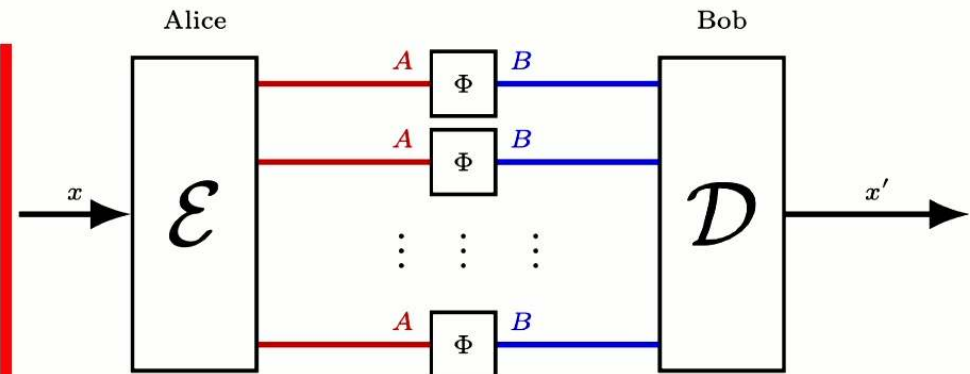 Alice
Bob
A Φ B
A Φ B
x
ℰ
𝒟
x′
⋮ ⋮ ⋮
A Φ B